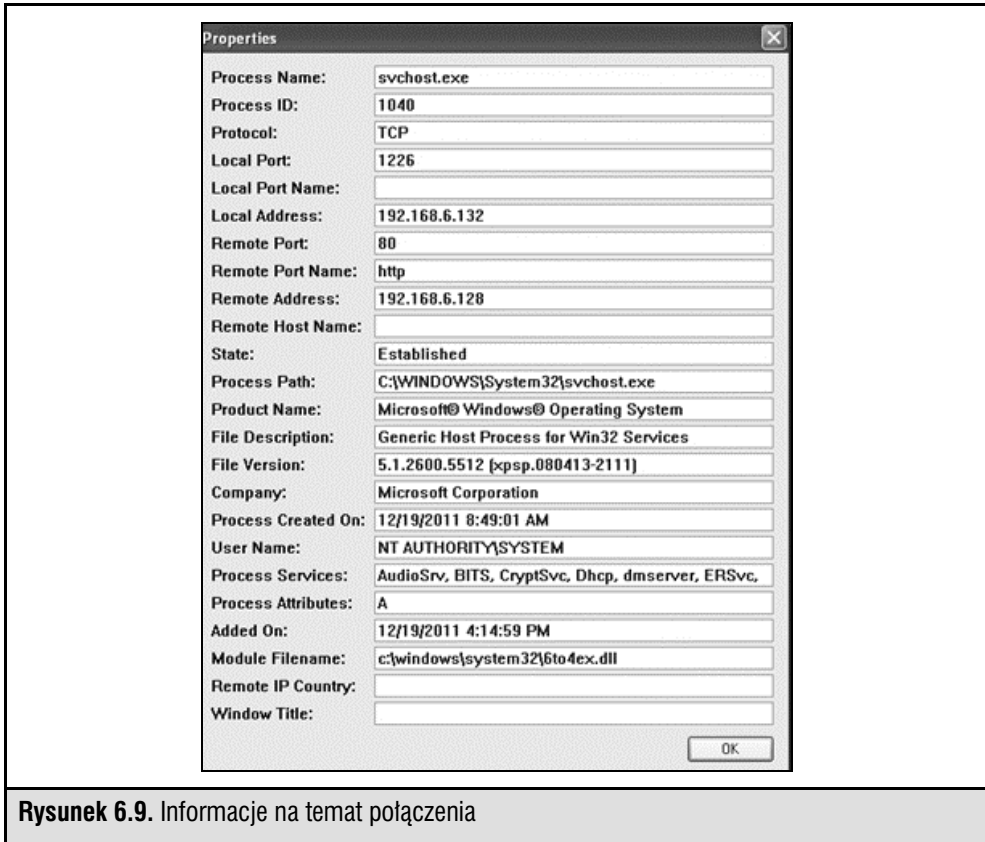 Properties
Process Name: svchost.exe
Process ID: 1040
Protocol: TCP
Local Port: 1226
Local Port Name:
Local Address: 192.168.6.132
Remote Port: 80
Remote Port Name: http
Remote Address: 192.168.6.128
Remote Host Name:
State: Established
Process Path: C:\WINDOWS\System32\svchost.exe
Product Name: Microsoft® Windows® Operating System
File Description: Generic Host Process for Win32 Services
File Version: 5.1.2600.5512 (xpsp.080413-2111)
Company: Microsoft Corporation
Process Created On: 12/19/2011 8:49:01 AM
User Name: NT AUTHORITY\SYSTEM
Process Services: AudioSrv, BITS, CryptSvc, Dhcp, dmserver, ERSvc,
Process Attributes: A
Added On: 12/19/2011 4:14:59 PM
Module Filename: c:\windows\system32\6to4ex.dll
Remote IP Country:
Window Title:
OK
Rysunek 6.9. Informacje na temat połączenia